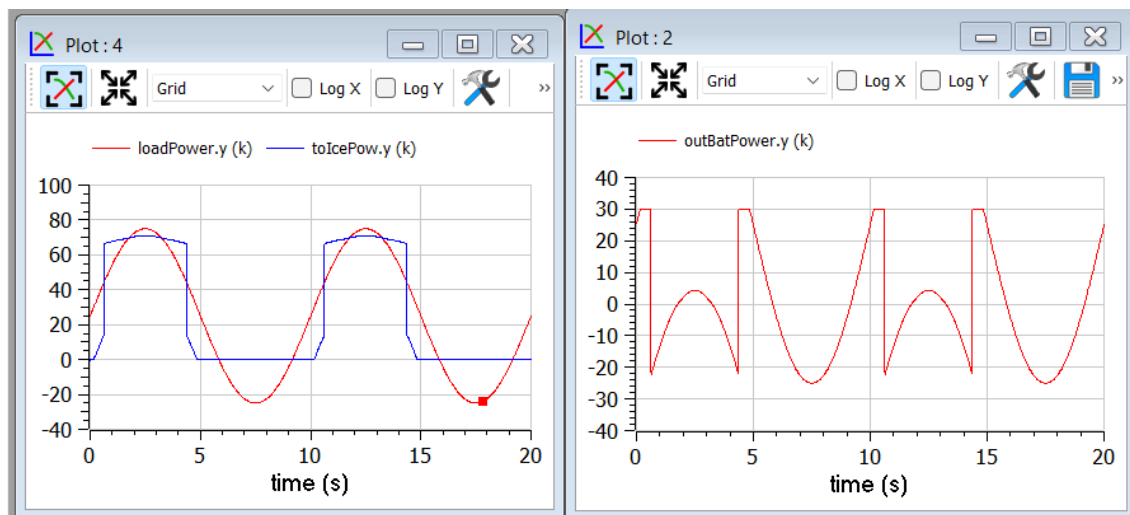 Plot : 4
Grid
Log X
Log Y
»
loadPower.y (k)
toIcePow.y (k)
100
80
60
40
20
0
-20
-40
0
5
10
15
20
time (s)
Plot : 2
Grid
Log X
Log Y
»
outBatPower.y (k)
40
30
20
10
0
-10
-20
-30
-40
0
5
10
15
20
time (s)